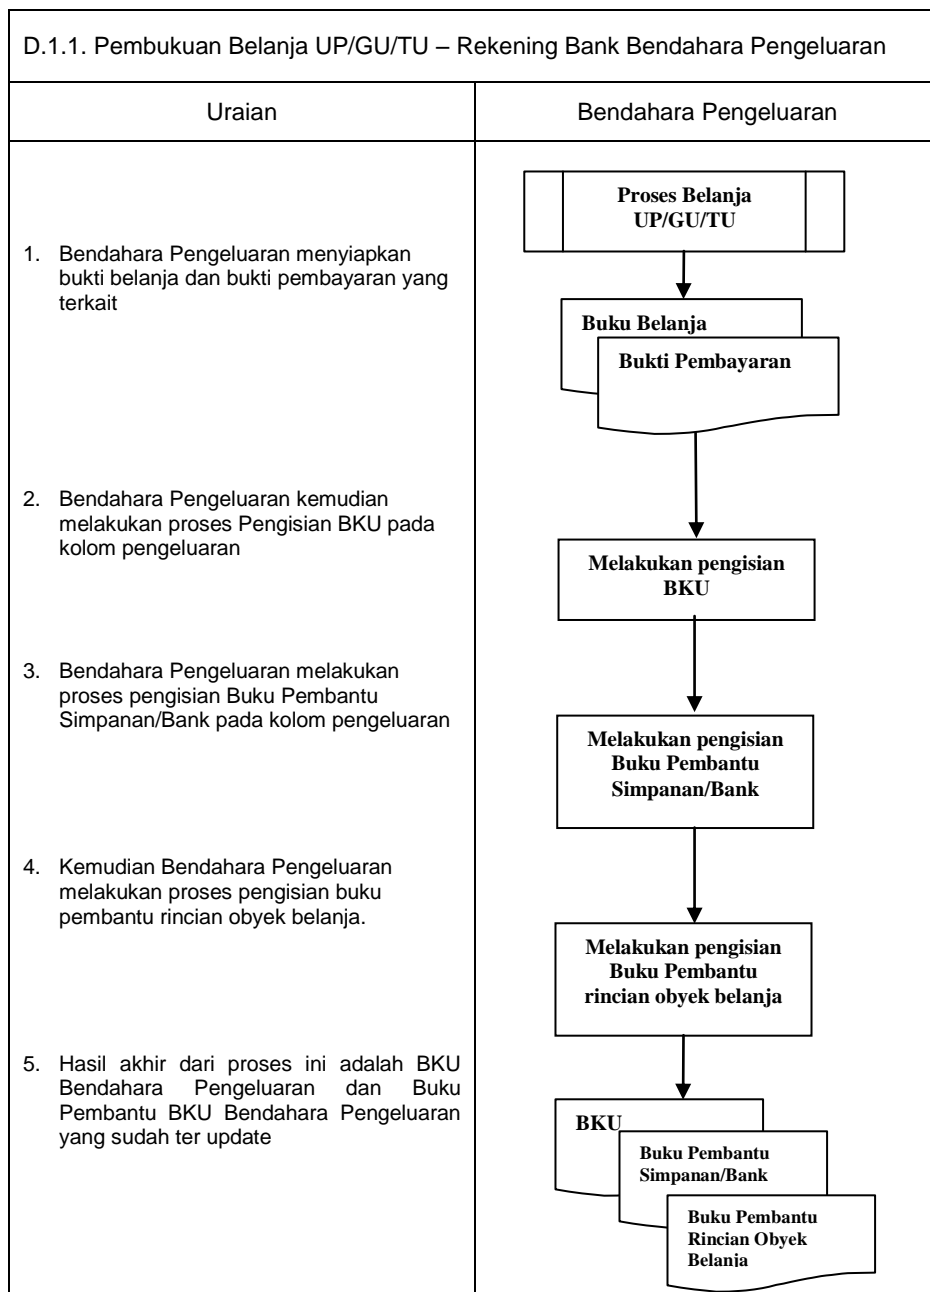 D.1.1. Pembukuan Belanja UP/GU/TU – Rekening Bank Bendahara Pengeluaran
Uraian
Bendahara Pengeluaran
1. Bendahara Pengeluaran menyiapkan
bukti belanja dan bukti pembayaran yang
terkait
2. Bendahara Pengeluaran kemudian
melakukan proses Pengisian BKU pada
kolom pengeluaran
3. Bendahara Pengeluaran melakukan
proses pengisian Buku Pembantu
Simpanan/Bank pada kolom pengeluaran
4. Kemudian Bendahara Pengeluaran
melakukan proses pengisian buku
pembantu rincian obyek belanja.
5. Hasil akhir dari proses ini adalah BKU
Bendahara Pengeluaran dan Buku
Pembantu BKU Bendahara Pengeluaran
yang sudah ter update
Proses Belanja
UP/GU/TU
Buku Belanja
Bukti Pembayaran
Melakukan pengisian
BKU
Melakukan pengisian
Buku Pembantu
Simpanan/Bank
Melakukan pengisian
Buku Pembantu
rincian obyek belanja
BKU
Buku Pembantu
Simpanan/Bank
Buku Pembantu
Rincian Obyek
Belanja